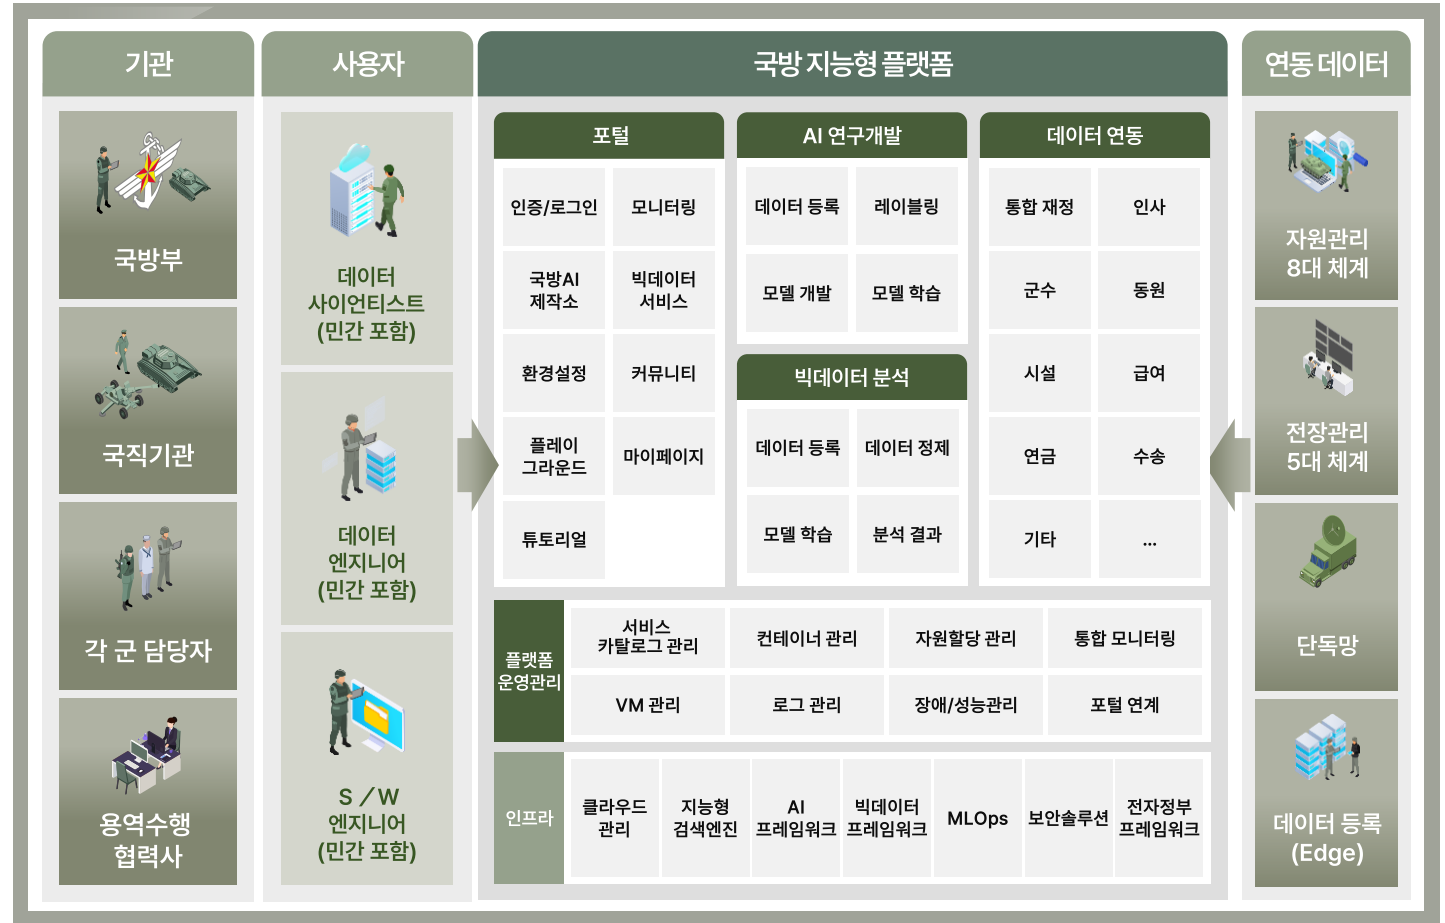 기관
국방부
국직기관
각 군 담당자
용역수행
협력사
사용자
데이터
사이언티스트
(민간 포함)
데이터
엔지니어
(민간 포함)
S / W
엔지니어
(민간 포함)
국방 지능형 플랫폼
포털
인증/로그인
모니터링
국방AI
제작소
빅데이터
서비스
환경설정
커뮤니티
플레이
그라운드
마이페이지
튜토리얼
AI 연구개발
데이터 등록
레이블링
모델 개발
모델 학습
빅데이터 분석
데이터 등록
데이터 정제
모델 학습
분석 결과
데이터 연동
통합 재정
인사
군수
동원
시설
급여
연금
수송
기타
...
플랫폼
운영관리
서비스
카탈로그 관리
컨테이너 관리
자원할당 관리
통합 모니터링
VM 관리
로그 관리
장애/성능관리
포털 연계
인프라
클라우드
관리
지능형
검색엔진
AI
프레임워크
빅데이터
프레임워크
MLOps
보안솔루션
전자정부
프레임워크
연동 데이터
자원관리
8대 체계
전장관리
5대 체계
단독망
데이터 등록
(Edge)